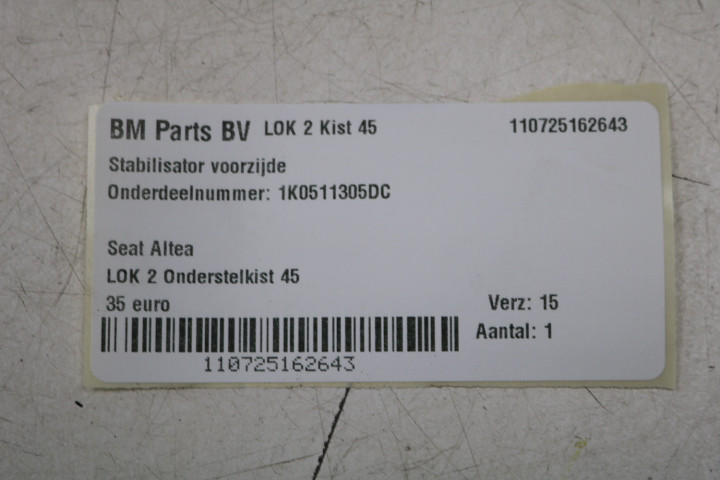 BM Parts BV LOK 2 Kist 45 110725162643
Stabilisator voorzijde
Onderdeelnummer: 1K0511305DC
Seat Altea
LOK 2 Onderstelkist 45
35 euro Verz: 15
Aantal: 1
110725162643